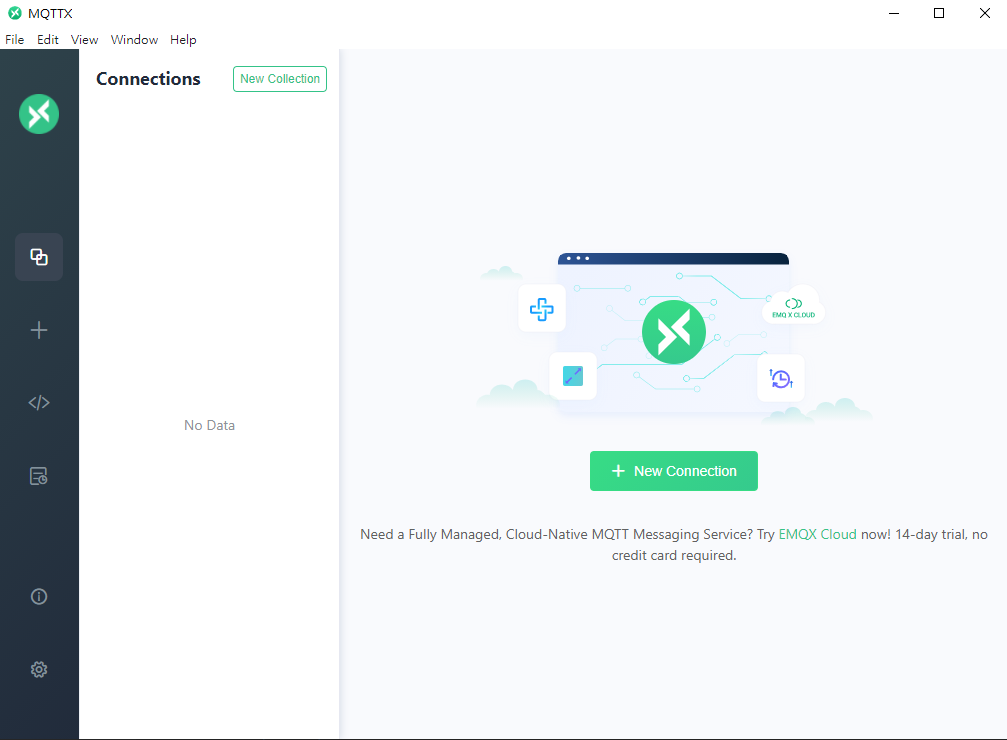 MQTTX
File Edit View Window Help
Connections
New Collection
No Data
EMQ X CLOUD
New Connection
Need a Fully Managed, Cloud-Native MQTT Messaging Service? Try EMQX Cloud now! 14-day trial, no
credit card required.